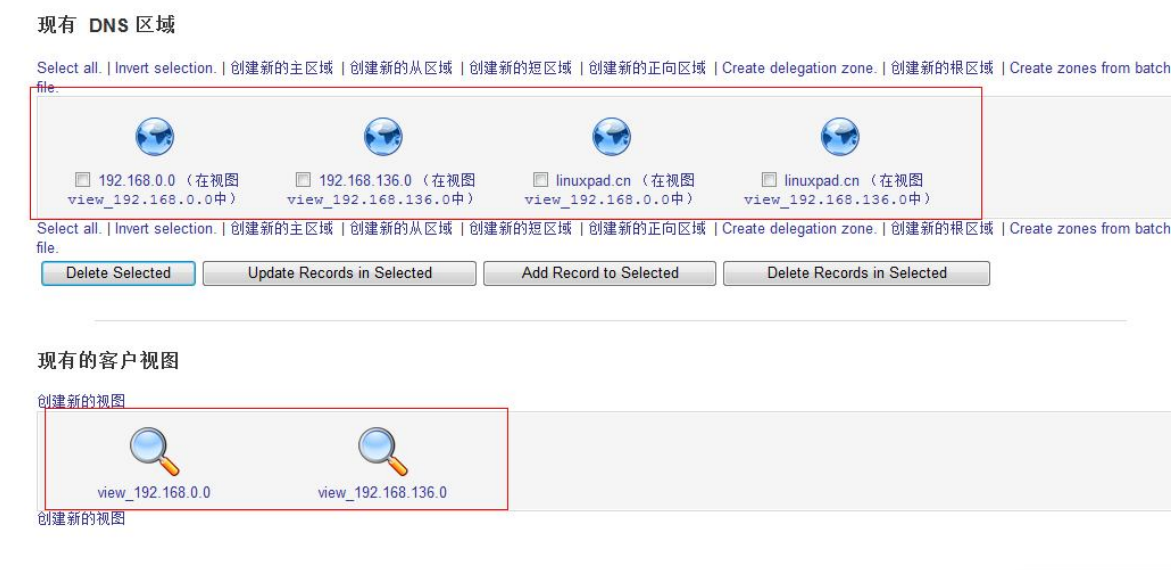 现有 DNS 区域
Select all. | Invert selection. | 创建新的主区域 | 创建新的从区域 | 创建新的短区域 | 创建新的正向区域 | Create delegation zone. | 创建新的根区域 | Create zones from batch
file.
192.168.0.0 （在视图 192.168.136.0 （在视图 linuxpad.cn （在视图 linuxpad.cn （在视图
view_192.168.0.0中） view_192.168.136.0中） view_192.168.0.0中） view_192.168.136.0中）
Select all. | Invert selection. | 创建新的主区域 | 创建新的从区域 | 创建新的短区域 | 创建新的正向区域 | Create delegation zone. | 创建新的根区域 | Create zones from batch
file.
Delete Selected Update Records in Selected Add Record to Selected Delete Records in Selected
现有的客户视图
创建新的视图
view_192.168.0.0 view_192.168.136.0
创建新的视图